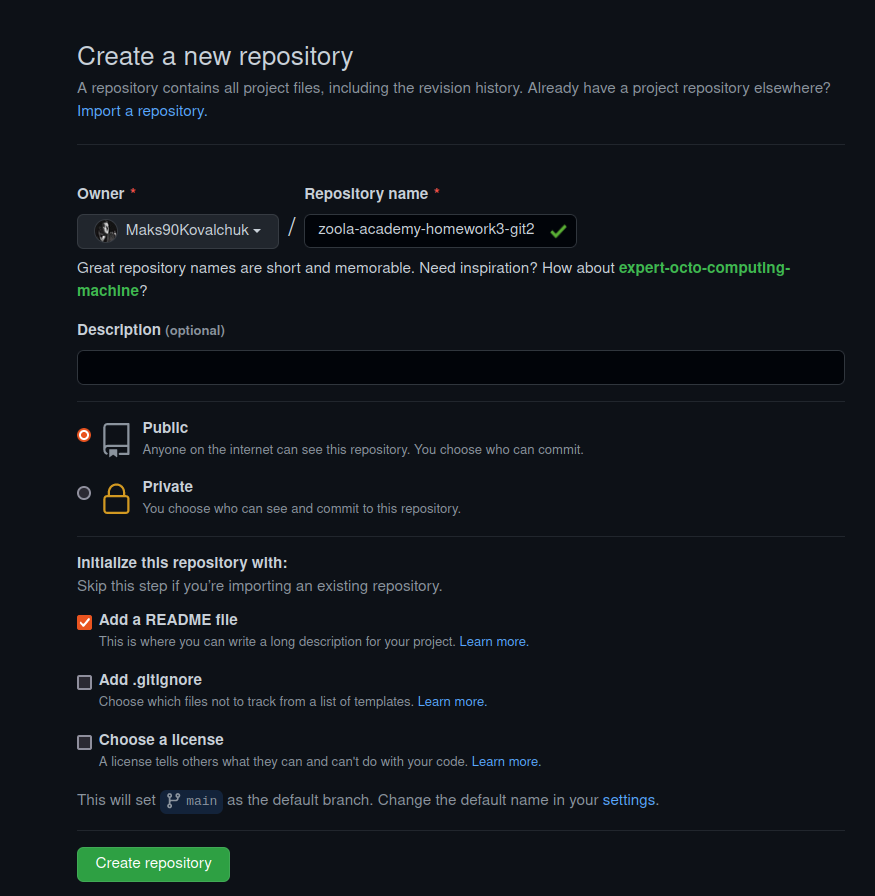 Create a new repository
A repository contains all project files, including the revision history. Already have a project repository elsewhere?
Import a repository.
Owner *
Repository name *
Maks90Kovalchuk
/
zoola-academy-homework3-git2
Great repository names are short and memorable. Need inspiration? How about expert-octo-computing-
machine?
Description (optional)
Public
Anyone on the internet can see this repository. You choose who can commit.
Private
You choose who can see and commit to this repository.
Initialize this repository with:
Skip this step if you're importing an existing repository.
Add a README file
This is where you can write a long description for your project. Learn more.
Add .gitignore
Choose which files not to track from a list of templates. Learn more.
Choose a license
A license tells others what they can and can't do with your code. Learn more.
This will set main as the default branch. Change the default name in your settings.
Create repository